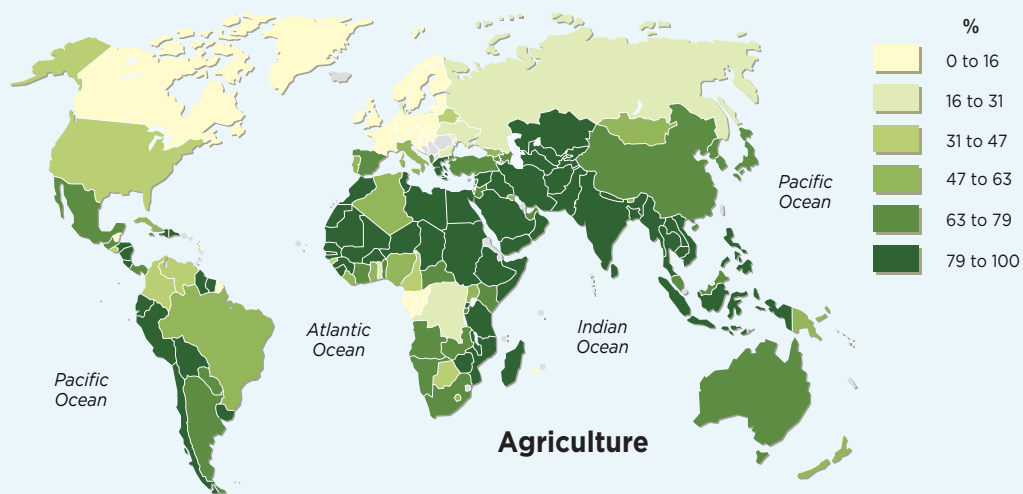 %
0 to 16
16 to 31
31 to 47
47 to 63
63 to 79
79 to 100
Pacific
Ocean
Atlantic
Ocean
Indian
Ocean
Pacific
Ocean
Agriculture